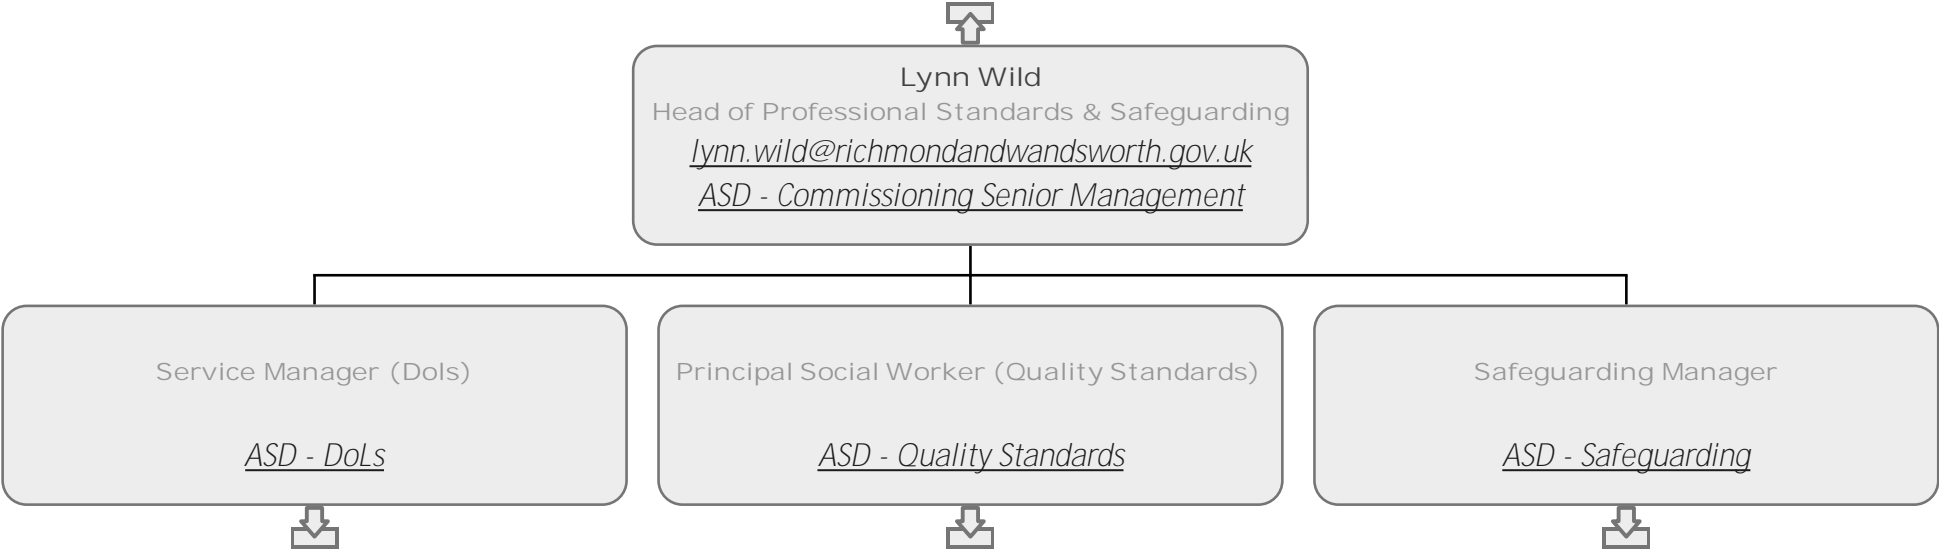 Lynn Wild
Head of Professional Standards & Safeguarding
lynn.wild@richmondandwandsworth.gov.uk
ASD - Commissioning Senior Management
Service Manager (Dols)
ASD - DoLs
Principal Social Worker (Quality Standards)
ASD - Quality Standards
Safeguarding Manager
ASD - Safeguarding